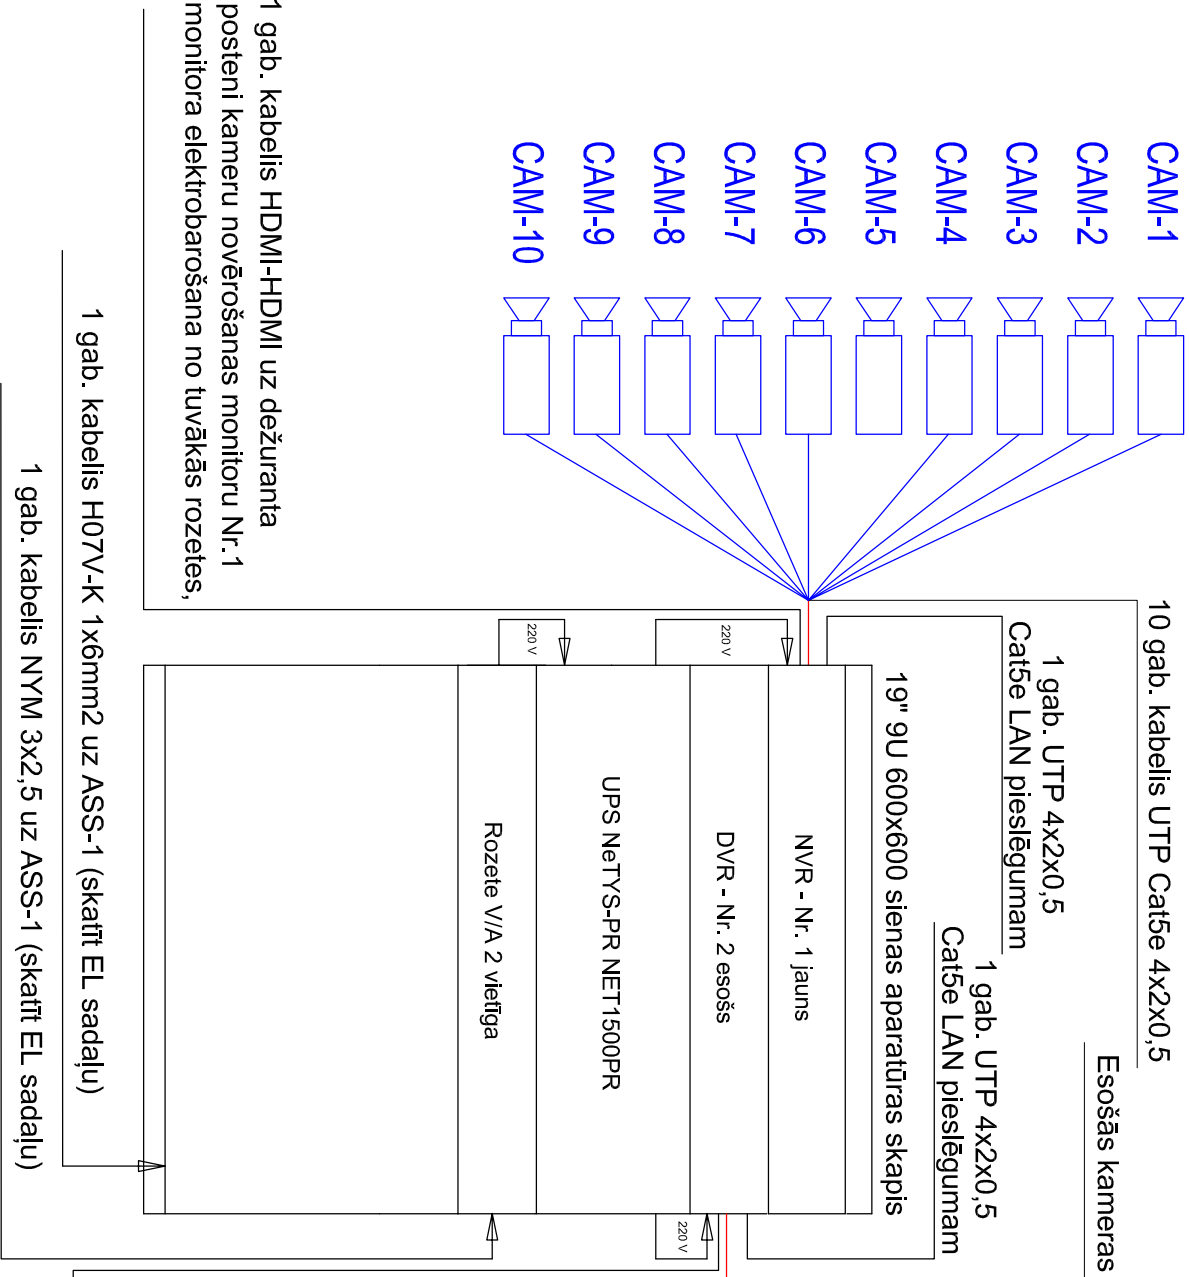 CAM-1
CAM-2
CAM-3
CAM-4
CAM-5
CAM-6
CAM-7
CAM-8
CAM-9
CAM-10
10 gab. kabelis UTP Cat5e 4x2x0,5
Esošās kameras
1 gab. UTP 4x2x0,5
Cat5e LAN pieslēgumam
1 gab. UTP 4x2x0,5
Cat5e LAN pieslēgumam
19" 9U 600x600 sienas aparatūras skapis
NVR - Nr. 1 jauns
220 V
DVR - Nr. 2 esošs
220 V
UPS NeTYS-PR NET1500PR
220 V
Rozete V/A 2 vietīga
1 gab. kabelis HDMI-HDMI uz dežuranta
posteni kameru novērošanas monitoru Nr.1
monitora elektrobarošana no tuvākās rozetes,
1 gab. kabelis H07V-K 1x6mm2 uz ASS-1 (skatīt EL sadaļu)
1 gab. kabelis NYM 3x2,5 uz ASS-1 (skatīt EL sadaļu)